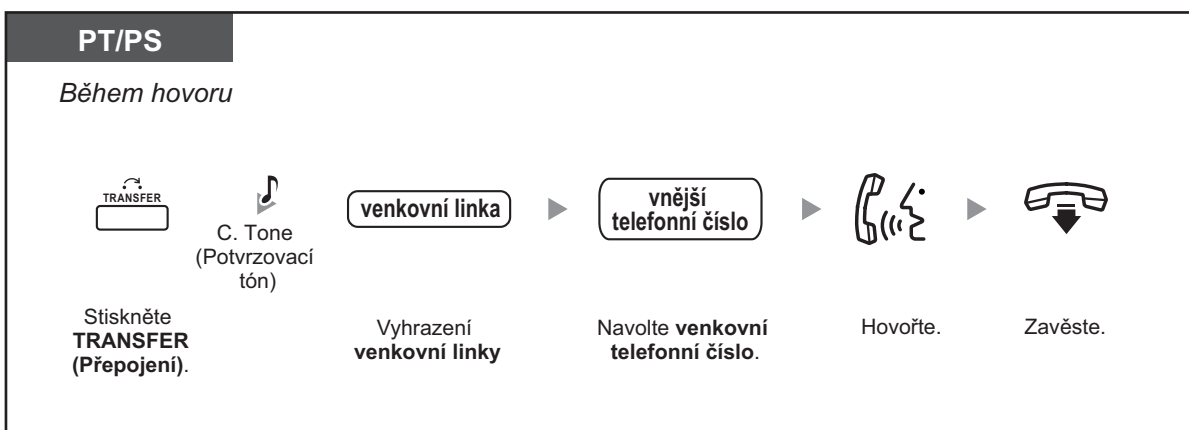 PT/PS
Během hovoru
TRANSFER
C. Tone
(Potvrzovací
tón)
venkovní linka
vnější
telefonní číslo
Stiskněte
TRANSFER
(Přepojení).
Vyhrazení
venkovní linky
Navolte venkovní
telefonní číslo.
Hovořte.
Zavěste.